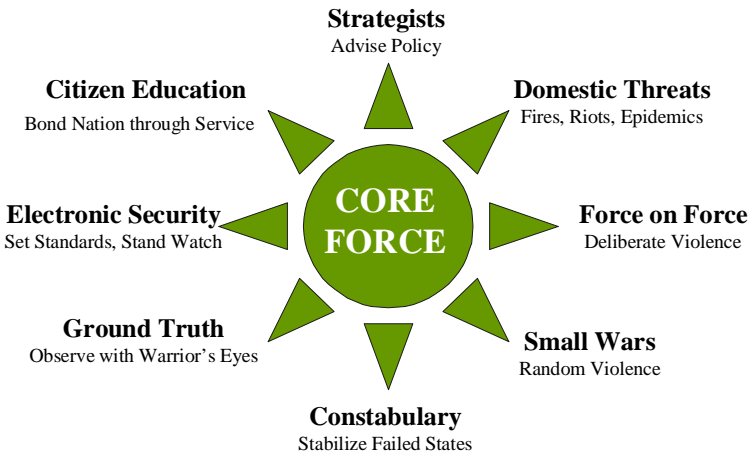 Strategists
Advise Policy
Citizen Education
Bond Nation through Service
Domestic Threats
Fires, Riots, Epidemics
Electronic Security
Set Standards, Stand Watch
CORE
FORCE
Force on Force
Deliberate Violence
Ground Truth
Observe with Warrior's Eyes
Small Wars
Random Violence
Constabulary
Stabilize Failed States